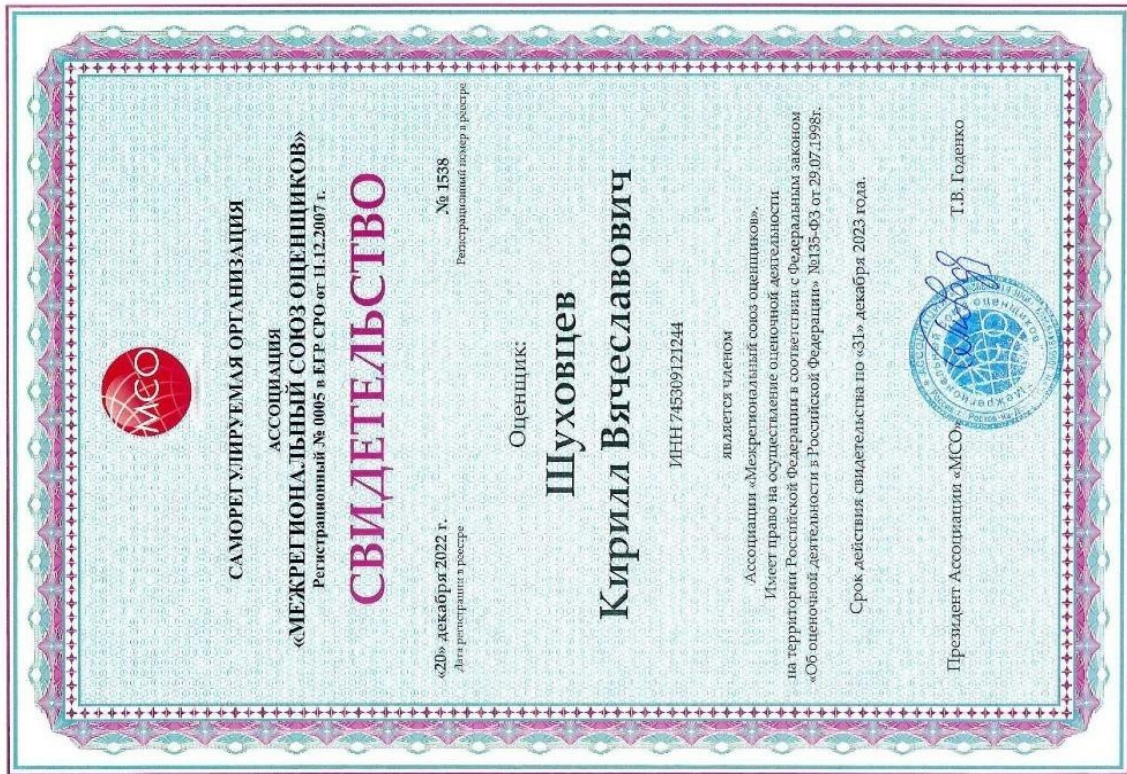 МСО
САМОРЕГУЛИРУЕМАЯ ОРГАНИЗАЦИЯ
АССОЦИАЦИЯ
«МЕЖРЕГИОНАЛЬНЫЙ СОЮЗ ОЦЕНЩИКОВ»
Регистрационный № 0005 в ЕГР СРО от 11.12.2007 г.
СВИДЕТЕЛЬСТВО
«20» декабря 2022 г. № 1538
Дата регистрации в реестре Регистрационный номер в реестре
Оценщик:
Шуховцев
Кирилл Вячеславович
ИНН 745309121244
является членом
Ассоциации «Межрегиональный союз оценщиков».
Имеет право на осуществление оценочной деятельности
на территории Российской Федерации в соответствии с Федеральным законом
«Об оценочной деятельности в Российской Федерации» №135-ФЗ от 29.07.1998г.
Срок действия свидетельства по «31» декабря 2023 года.
Президент Ассоциации «МСО» Т.В. Годенко